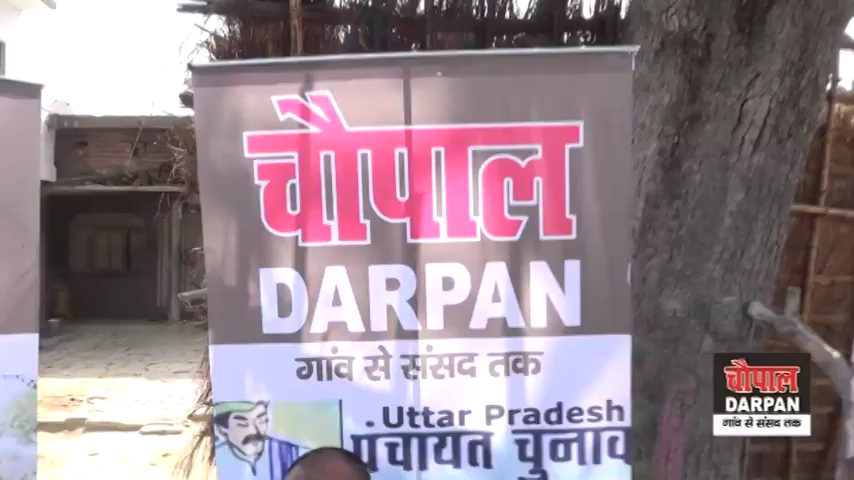 चौपाल
DARPAN
गांव से संसद तक
Uttar Pradesh
पंचायत चुनाव
चौपाल
DARPAN
गांव से संसद तक